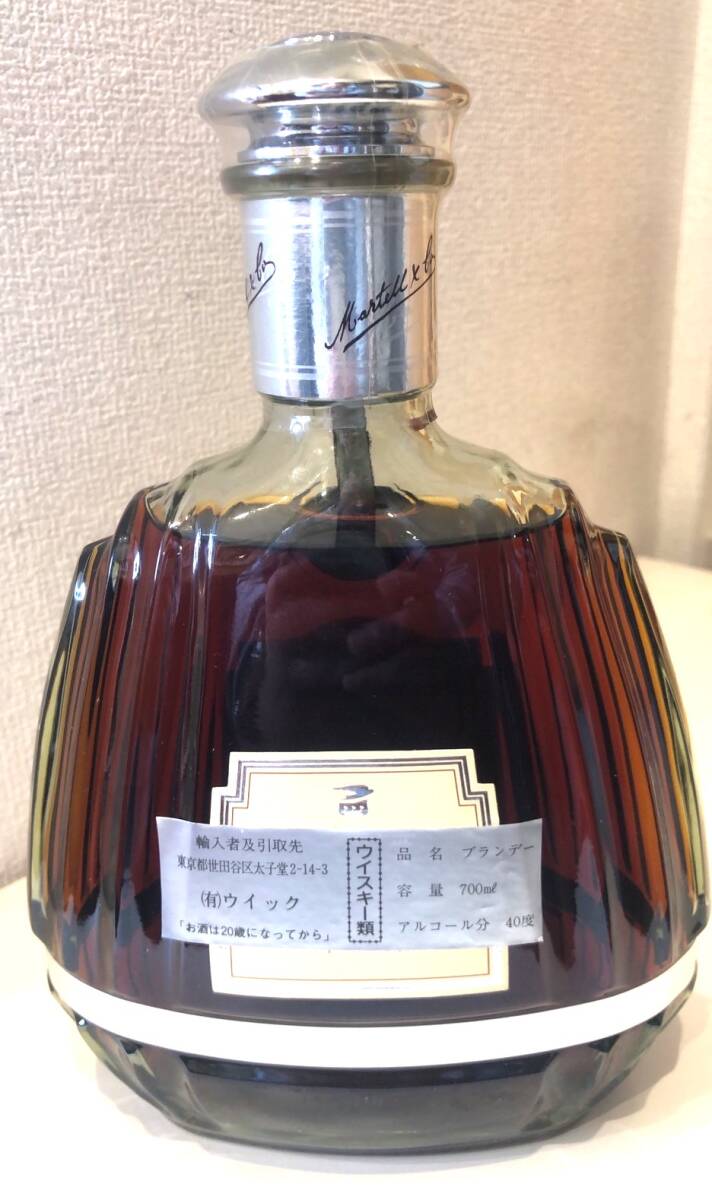 Martell & Co
輸入者及引取先
東京都世田谷区太子堂2-14-3
㈲ウイック
「お酒は20歳になってから」
ウイスキー類
品名 ブランデー
容量 700㎖
アルコール分 40度